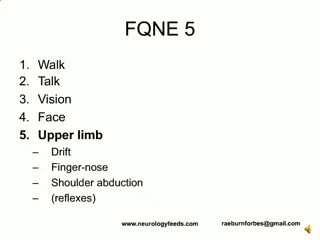 FQNE 5
1. Walk
2. Talk
3. Vision
4. Face
5. Upper limb
– Drift
– Finger-nose
– Shoulder abduction
– (reflexes)
www.neurologyfeeds.com raeburnforbes@gmail.com